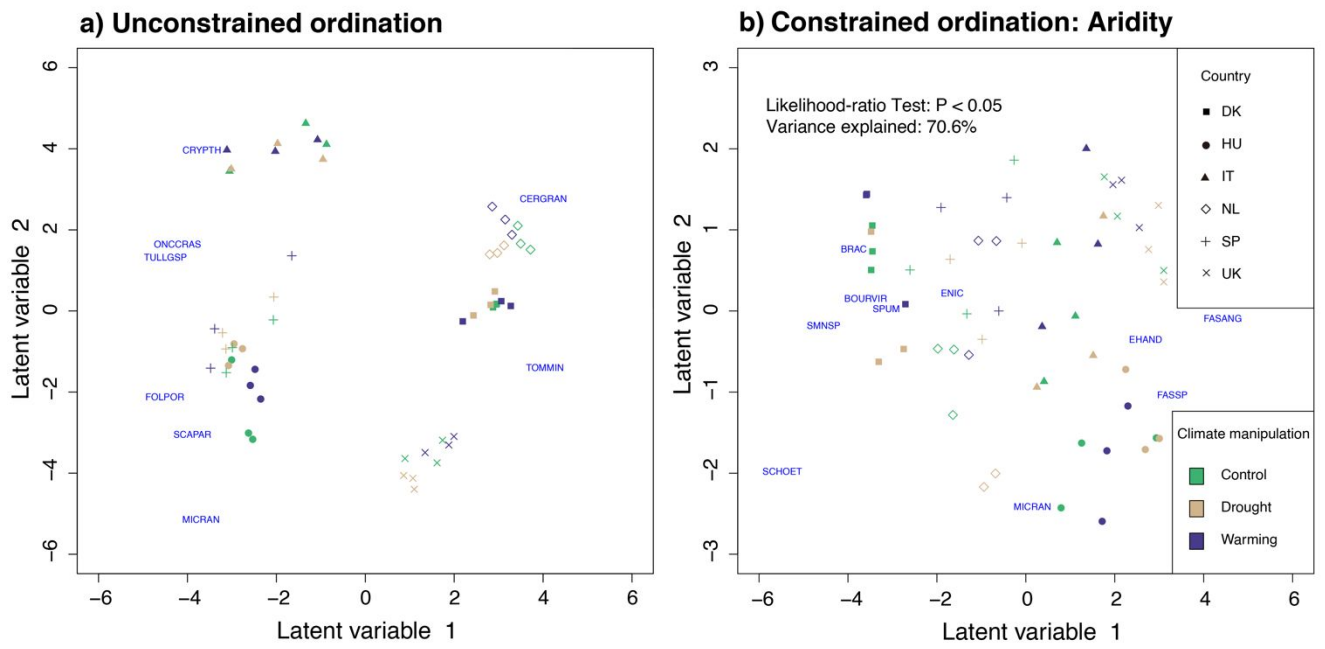 a) Unconstrained ordination
6
4
2
0
−2
−4
−6
−6
−4
−2
0
2
4
6
Latent variable 2
Latent variable 1
CRYPTH
CERGRAN
ONCCRAS
TULLGSP
TOMMIN
FOLPOR
SCAPAR
MICRAN
b) Constrained ordination: Aridity
Likelihood-ratio Test: P < 0.05
Variance explained: 70.6%
3
2
1
0
−1
−2
−3
−6
−4
−2
0
2
4
6
Latent variable 2
Latent variable 1
BRAC
ENIC
BOURVIR
SPUM
SMNSP
FASANG
EHAND
FASSP
SCHOET
MICRAN
Country
DK
HU
IT
NL
SP
UK
Climate manipulation
Control
Drought
Warming